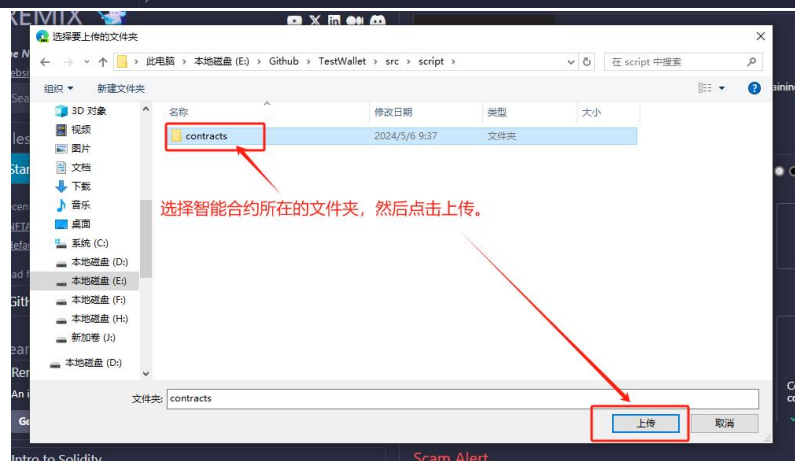 REMIX
选择要上传的文件夹
此电脑 › 本地磁盘 (E:) › Github › TestWallet › src › script ›
在 script 中搜索
组织 新建文件夹
名称 修改日期 类型 大小
contracts 2024/5/6 9:37 文件夹
3D 对象
视频
图片
文档
下载
音乐
桌面
系统 (C:)
本地磁盘 (D:)
本地磁盘 (E:)
本地磁盘 (F:)
本地磁盘 (H:)
新加卷 (J:)
本地磁盘 (D:)
选择智能合约所在的文件夹，然后点击上传。
文件夹: contracts
上传 取消
Intro to Solidity
Scam Alert